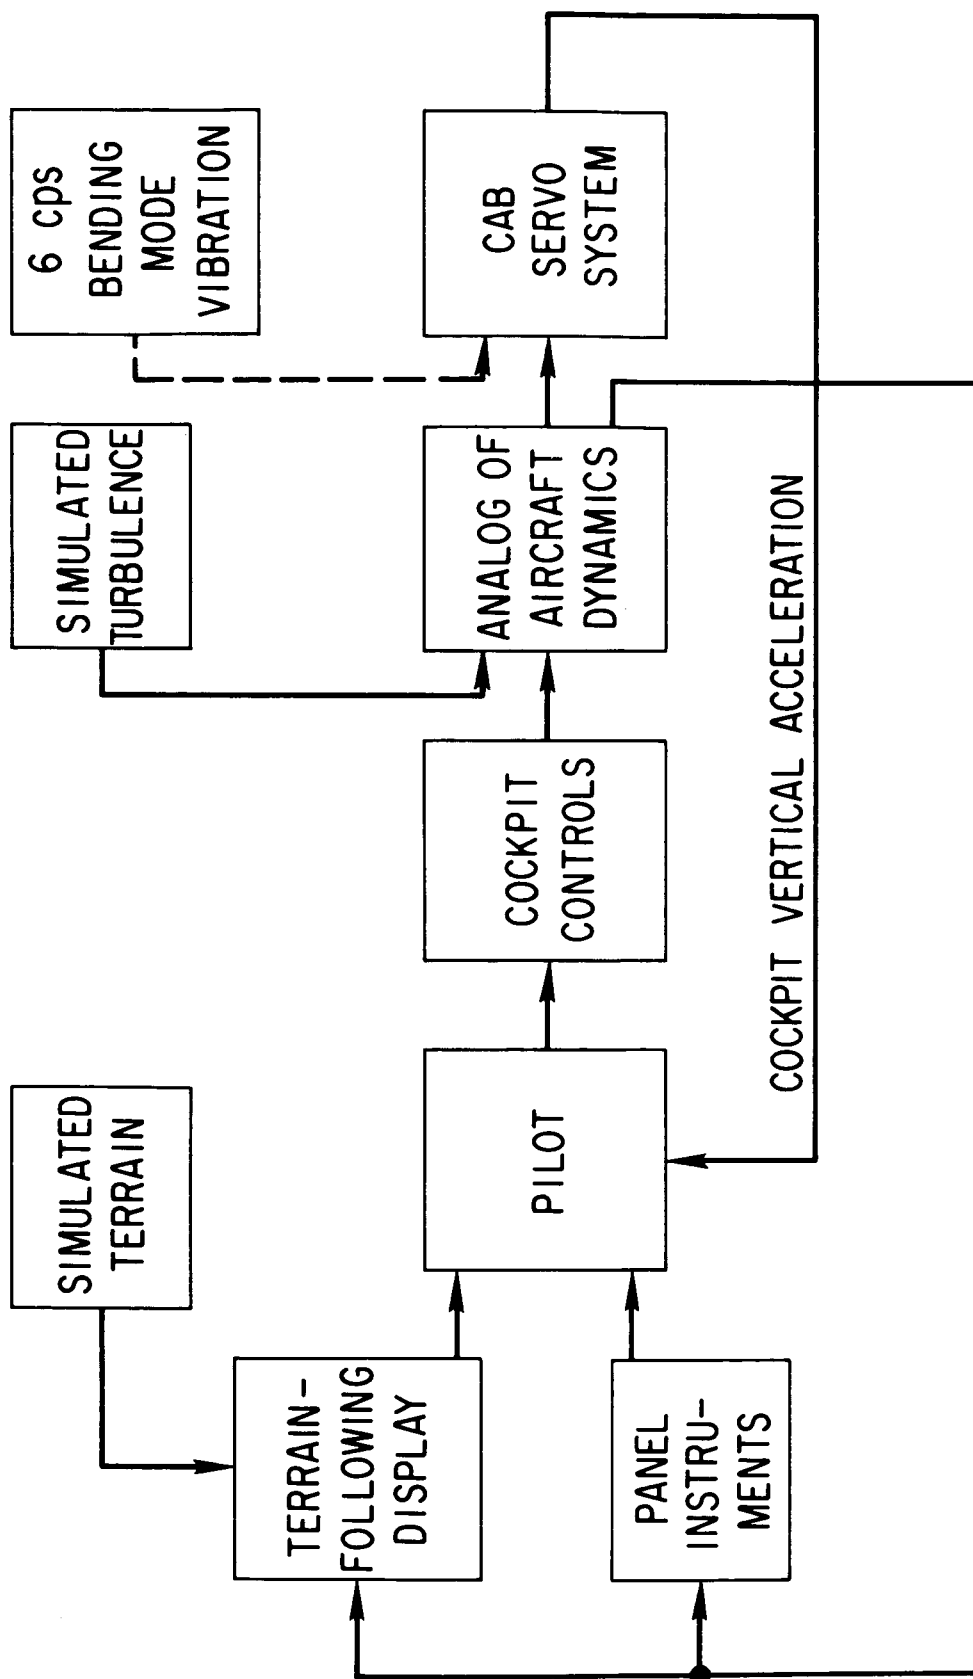 SIMULATED
TERRAIN
SIMULATED
TURBULENCE
6 cps
BENDING
MODE
VIBRATION
TERRAIN-
FOLLOWING
DISPLAY
PILOT
COCKPIT
CONTROLS
ANALOG OF
AIRCRAFT
DYNAMICS
CAB
SERVO
SYSTEM
PANEL
INSTRU-
MENTS
COCKPIT VERTICAL ACCELERATION